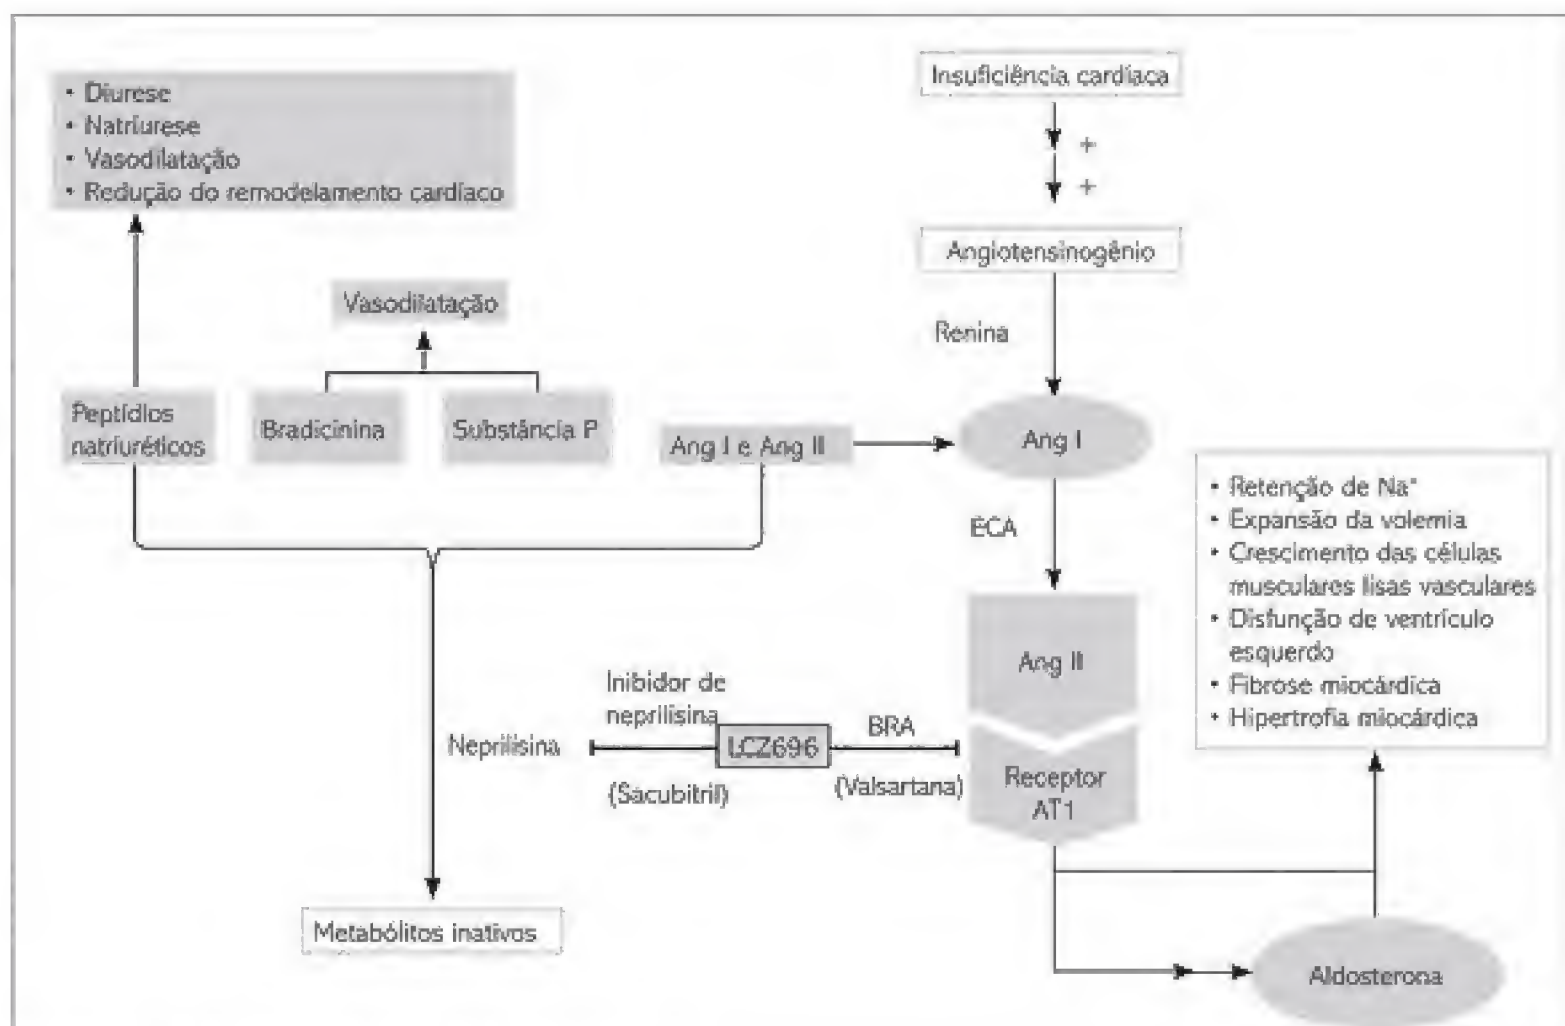 • Diurese
• Natriurese
• Vasodilatação
• Redução do remodelamento cardíaco
Vasodilatação
Peptídios
natriuréticos
Bradicinina
Substância P
Ang I e Ang II
Insuficiência cardíaca
+
+
Angiotensinogênio
Renina
Ang I
ECA
Ang II
Receptor
AT1
Inibidor de
neprilisina
Neprilisina
LCZ696
BRA
(Sacubitril)
(Valsartana)
Metabólitos inativos
• Retenção de Na⁺
• Expansão da volemia
• Crescimento das células
musculares lisas vasculares
• Disfunção de ventrículo
esquerdo
• Fibrose miocárdica
• Hipertrofia miocárdica
Aldosterona